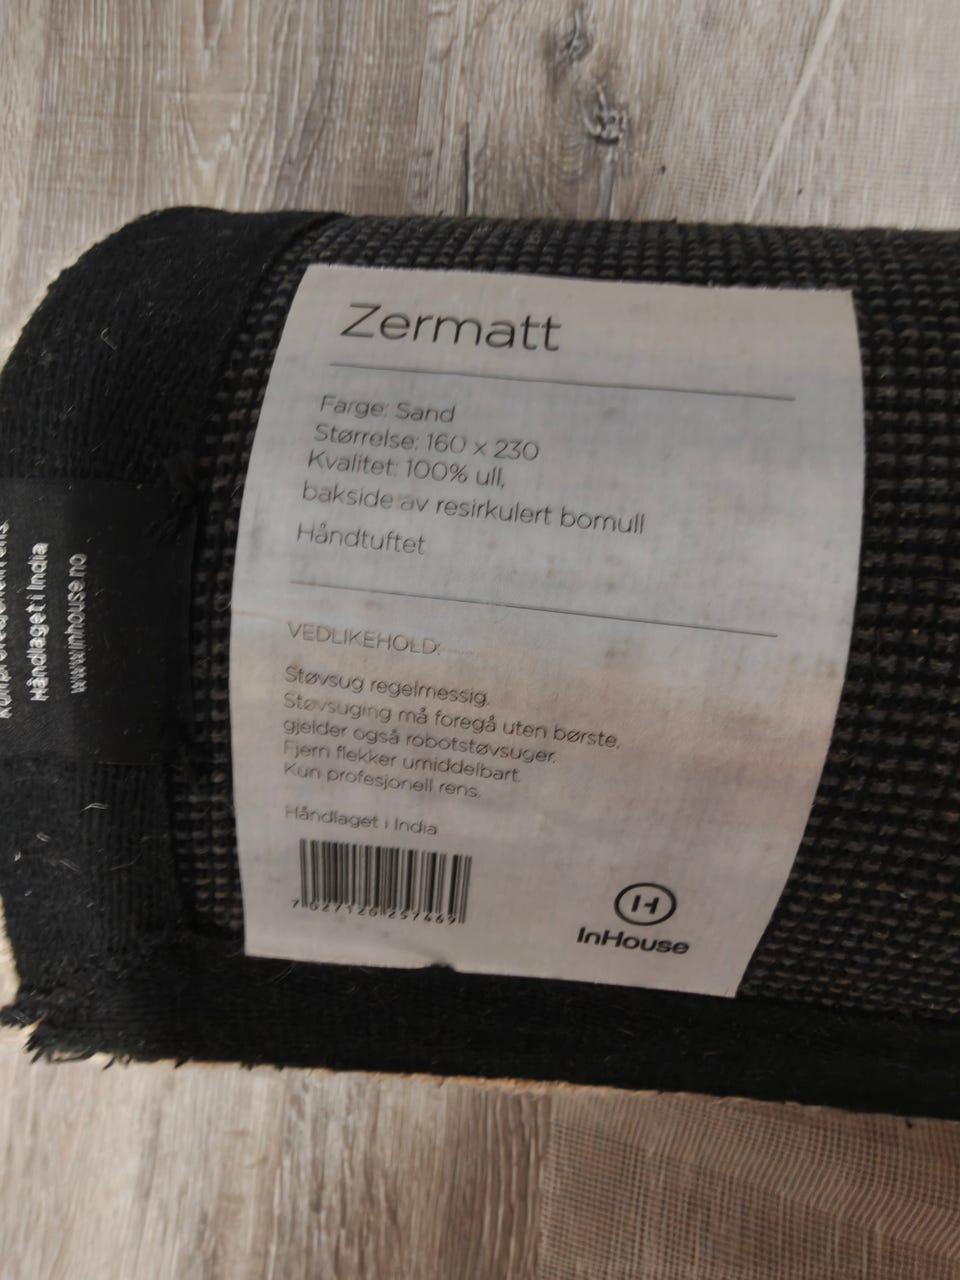 Zermatt
Farge: Sand
Størrelse: 160 x 230
Kvalitet: 100% ull,
bakside av resirkulert bomull
Håndtuftet
VEDLIKEHOLD:
Støvsug regelmessig.
Støvsuging må foregå uten børste,
gjelder også robotstøvsuger.
Fjern flekker umiddelbart.
Kun profesjonell rens.
Håndlaget i India
InHouse
Håndlaget i India
www.inhouse.no